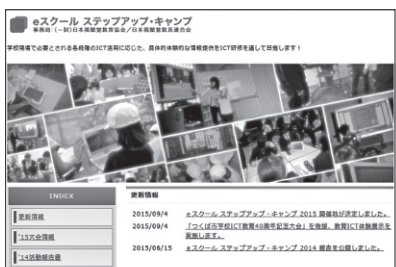 eスクール ステップアップ・キャンプ
事務局：(一財)日本視聴覚教育協会／日本視聴覚教具連合会
学校現場で必要とされる各段階のICT活用に応じた、具体的体験的な情報提供をICT研修を通して目指します！
INDEX
更新情報
'15大会情報
'14活動報告書
更新情報
2015/09/4 eスクール ステップアップ・キャンプ 2015 開催社が決定しました。
2015/09/4 「つくば市学校ICT教育40周年記念大会」を後援、教育ICT体験展示を
実施します。
2015/06/15 eスクール ステップアップ・キャンプ 2014 報告を公開しました。